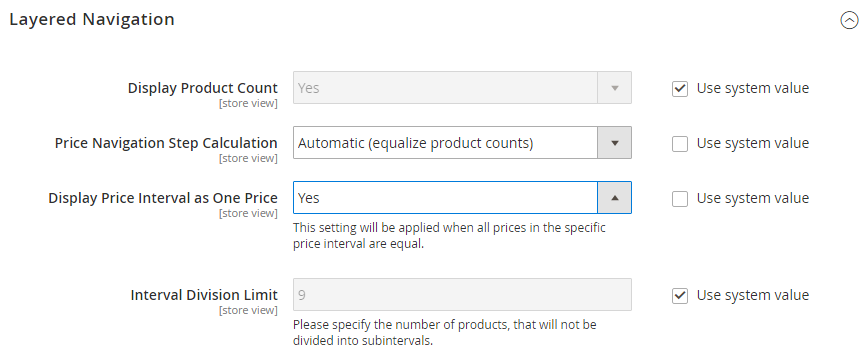 Layered Navigation
Display Product Count Yes Use system value
[store view]
Price Navigation Step Calculation Automatic (equalize product counts) Use system value
[store view]
Display Price Interval as One Price Yes Use system value
[store view]
This setting will be applied when all prices in the specific
price interval are equal.
Interval Division Limit 9 Use system value
[store view]
Please specify the number of products, that will not be
divided into subintervals.